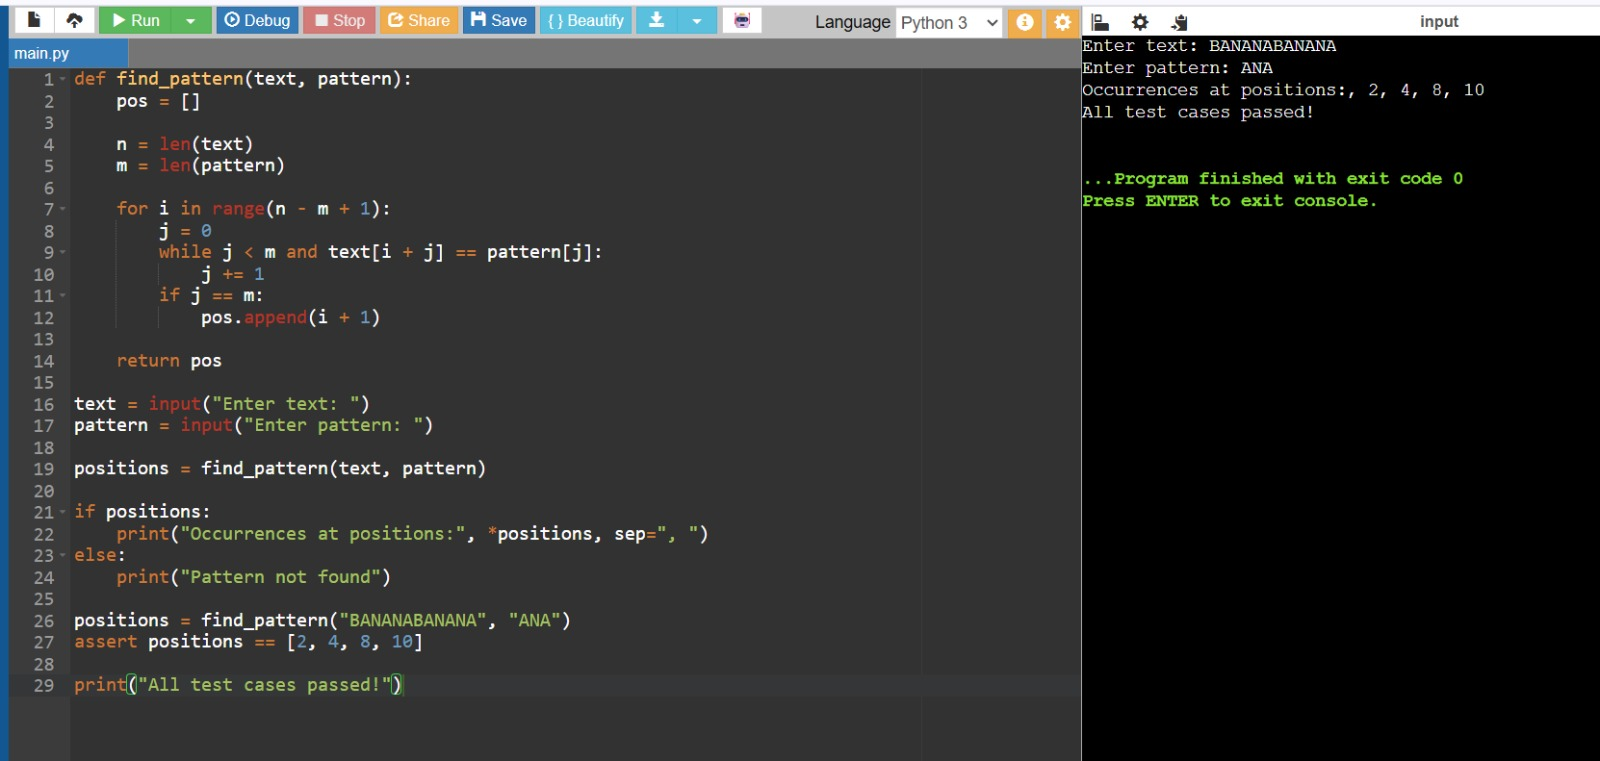 Run Debug Stop Share Save { } Beautify Language Python 3 input
main.py
1 def find_pattern(text, pattern):
2     pos = []
3
4     n = len(text)
5     m = len(pattern)
6
7     for i in range(n - m + 1):
8         j = 0
9         while j < m and text[i + j] == pattern[j]:
10             j += 1
11         if j == m:
12             pos.append(i + 1)
13
14     return pos
15
16 text = input("Enter text: ")
17 pattern = input("Enter pattern: ")
18
19 positions = find_pattern(text, pattern)
20
21 if positions:
22     print("Occurrences at positions:", *positions, sep=", ")
23 else:
24     print("Pattern not found")
25
26 positions = find_pattern("BANANABANANA", "ANA")
27 assert positions == [2, 4, 8, 10]
28
29 print("All test cases passed!")
Enter text: BANANABANANA
Enter pattern: ANA
Occurrences at positions:, 2, 4, 8, 10
All test cases passed!
...Program finished with exit code 0
Press ENTER to exit console.